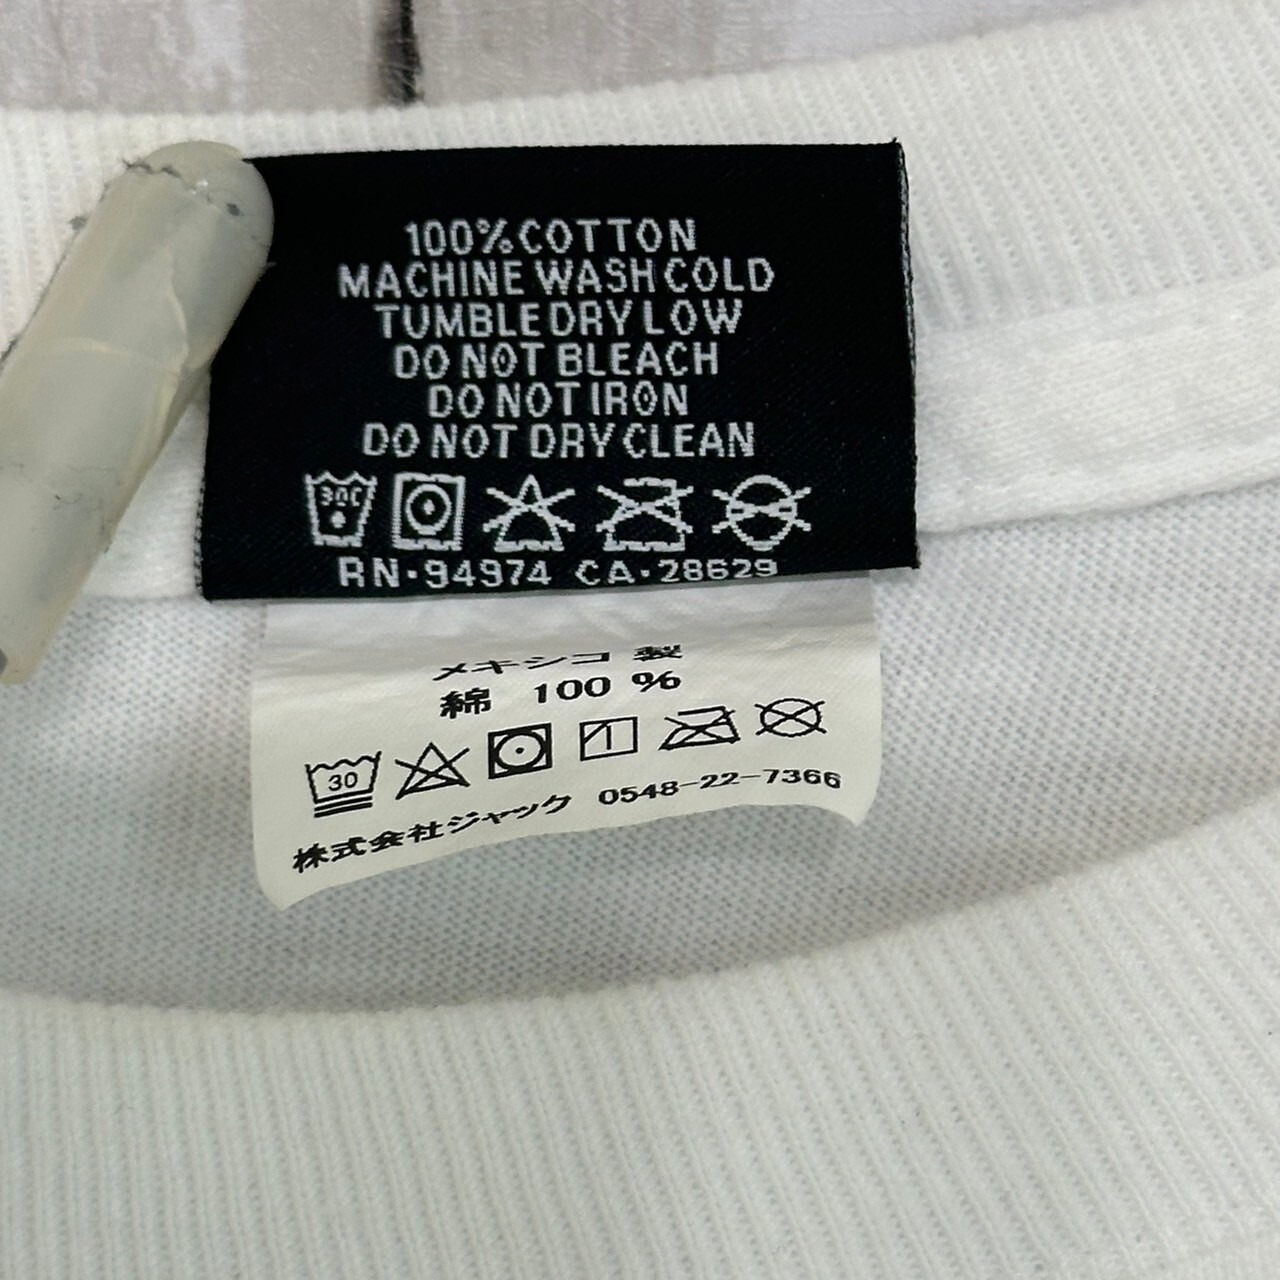 100% COTTON
MACHINE WASH COLD
TUMBLE DRY LOW
DO NOT BLEACH
DO NOT IRON
DO NOT DRY CLEAN
30C
RN·94974 CA·28629
メキシコ 製
綿 100 %
30
株式会社ジャック 0548-22-7366